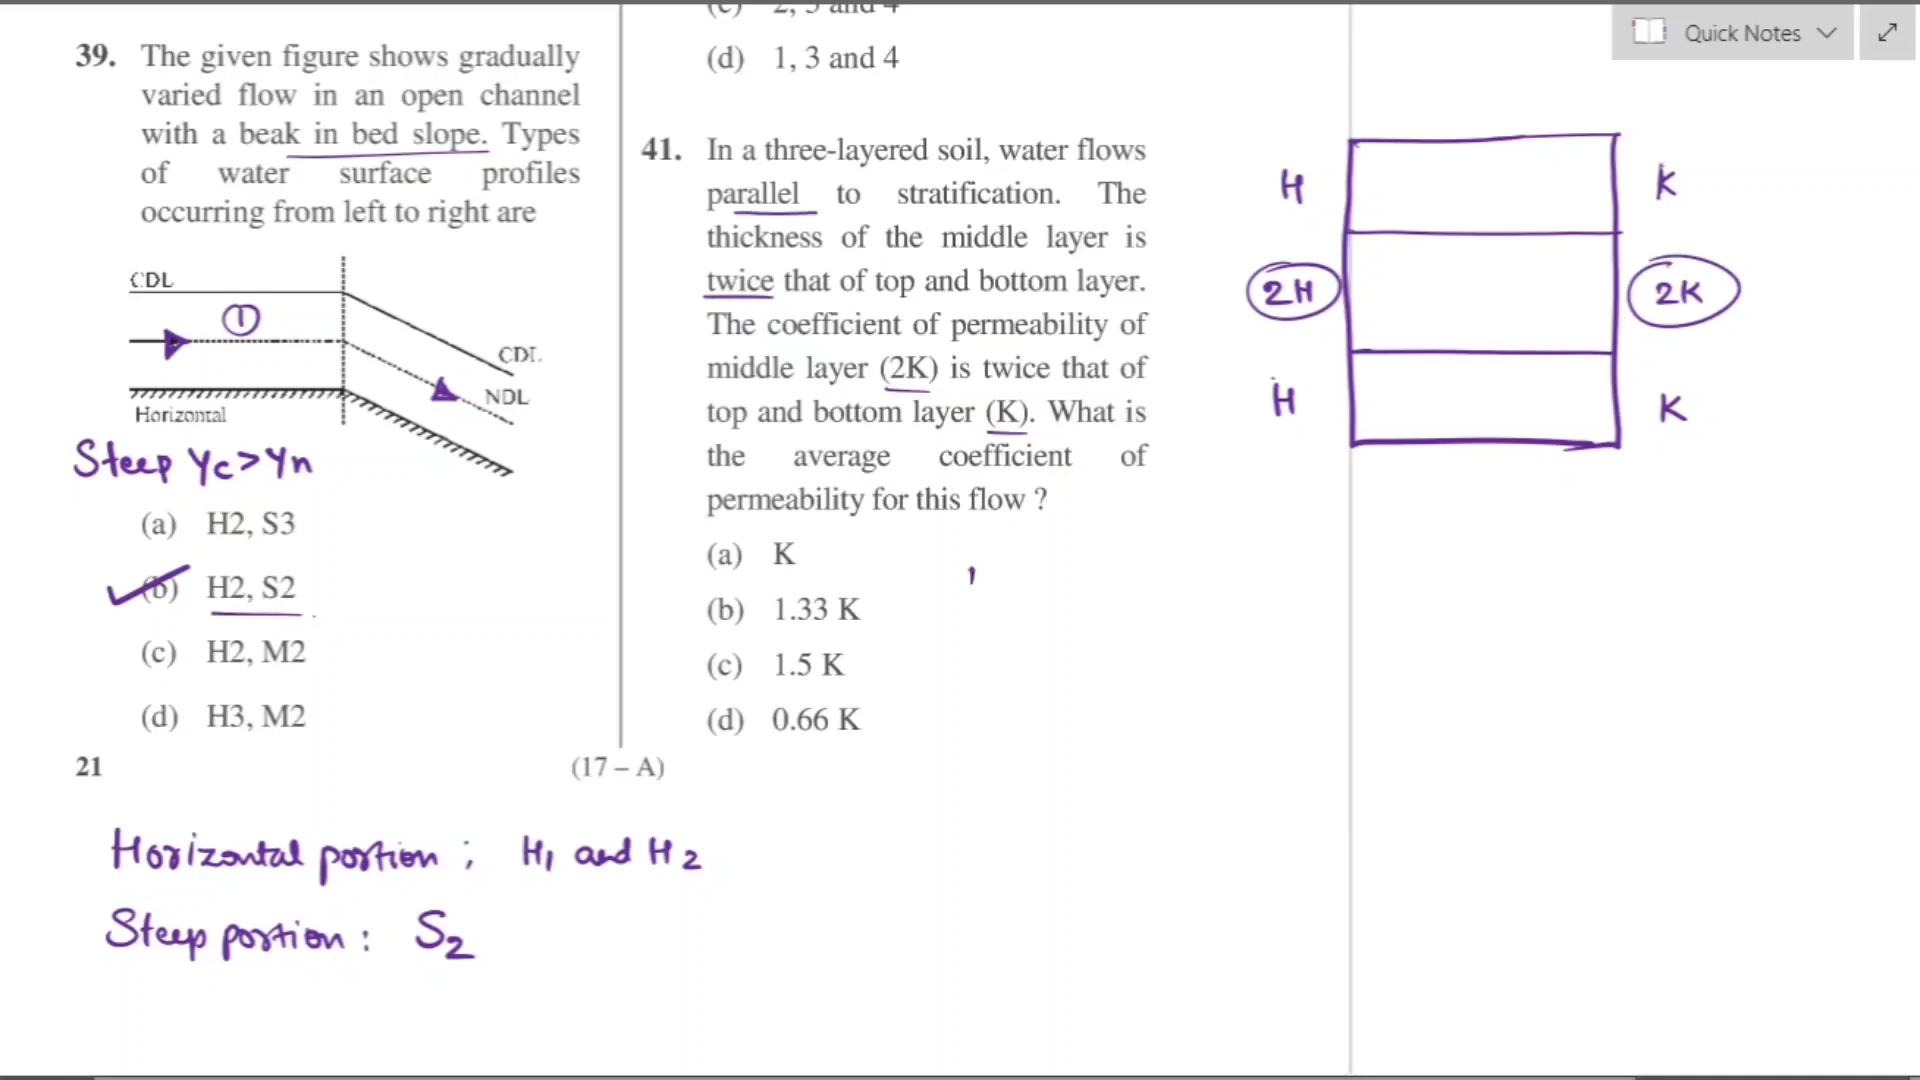 39. The given figure shows gradually
varied flow in an open channel
with a beak in bed slope. Types
of water surface profiles
occurring from left to right are
CDL
①
CDL
NDL
Horizontal
Steep Yc>Yn
(a) H2, S3
(b) H2, S2
(c) H2, M2
(d) H3, M2
21
(17 – A)
Horizontal portion ; H1 and H2
Steep portion : S2
(c) 2, 3 and 4
(d) 1, 3 and 4
41. In a three-layered soil, water flows
parallel to stratification. The
thickness of the middle layer is
twice that of top and bottom layer.
The coefficient of permeability of
middle layer (2K) is twice that of
top and bottom layer (K). What is
the average coefficient of
permeability for this flow ?
(a) K
(b) 1.33 K
(c) 1.5 K
(d) 0.66 K
Quick Notes
H K
2H 2K
H K